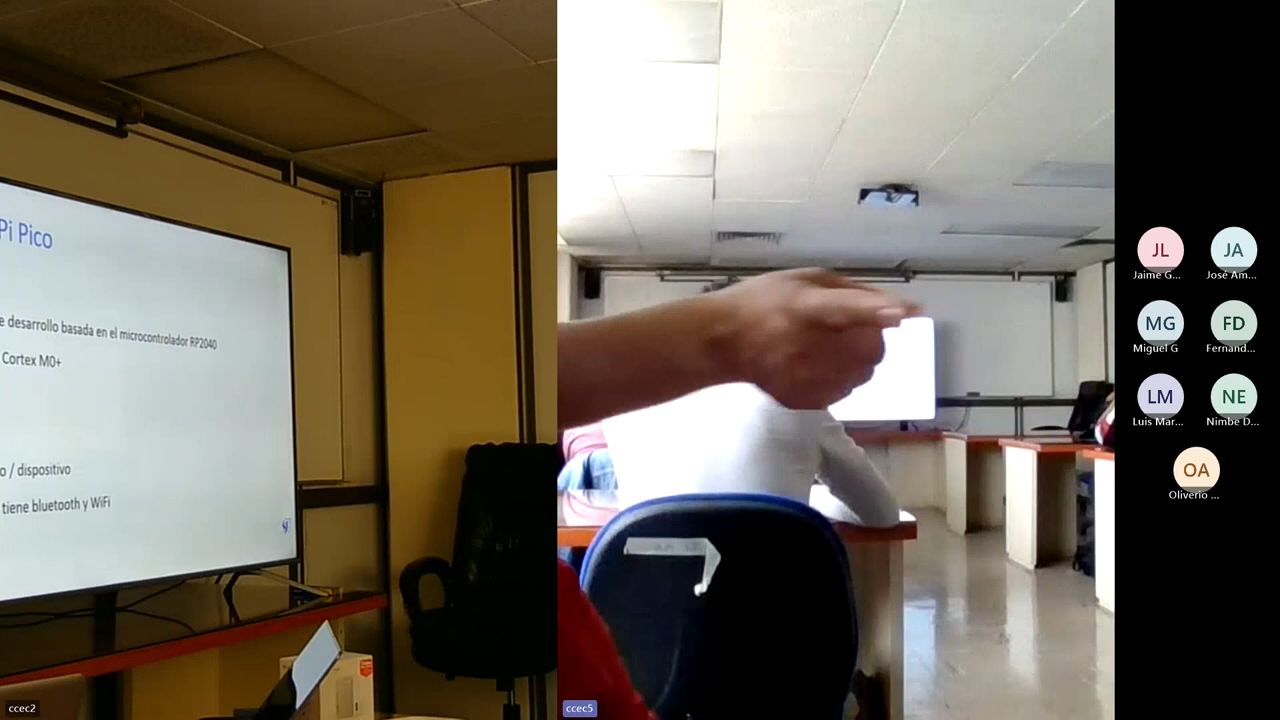 Pi Pico
e desarrollo basada en el microcontrolador RP2040
Cortex M0+
o / dispositivo
tiene bluetooth y WiFi
ccec2
ccec5
JL
Jaime G...
JA
José Am...
MG
Miguel G
FD
Fernand...
LM
Luis Mar...
NE
Nimbe D...
OA
Oliverio ...